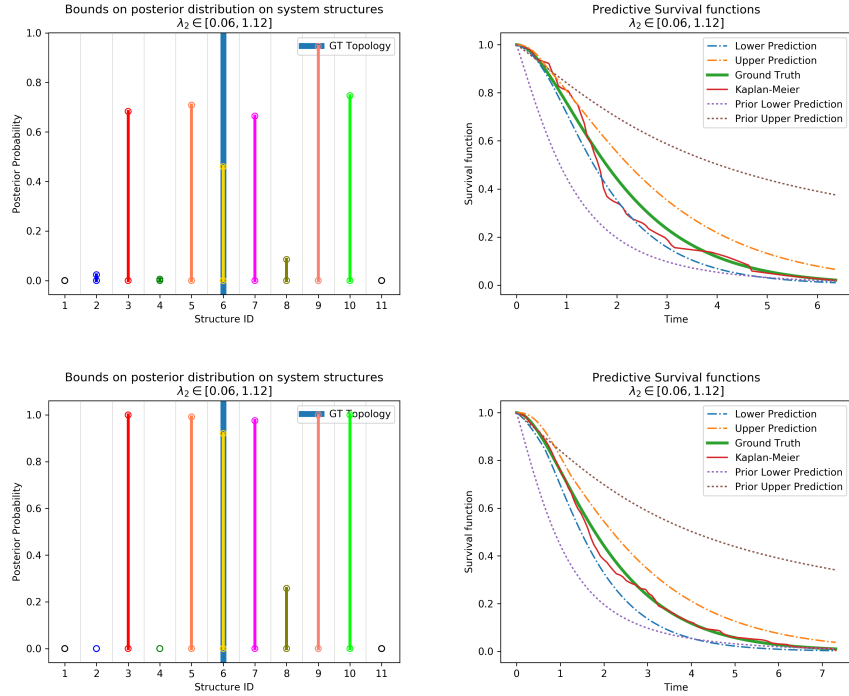 Bounds on posterior distribution on system structures
λ₂ ∈ [0.06, 1.12]
GT Topology
Posterior Probability
1.0
0.8
0.6
0.4
0.2
0.0
1 2 3 4 5 6 7 8 9 10 11
Structure ID
Predictive Survival functions
λ₂ ∈ [0.06, 1.12]
Lower Prediction
Upper Prediction
Ground Truth
Kaplan-Meier
Prior Lower Prediction
Prior Upper Prediction
Survival function
1.0
0.8
0.6
0.4
0.2
0.0
0 1 2 3 4 5 6
Time
Bounds on posterior distribution on system structures
λ₂ ∈ [0.06, 1.12]
GT Topology
Posterior Probability
1.0
0.8
0.6
0.4
0.2
0.0
1 2 3 4 5 6 7 8 9 10 11
Structure ID
Predictive Survival functions
λ₂ ∈ [0.06, 1.12]
Lower Prediction
Upper Prediction
Ground Truth
Kaplan-Meier
Prior Lower Prediction
Prior Upper Prediction
Survival function
1.0
0.8
0.6
0.4
0.2
0.0
0 1 2 3 4 5 6 7
Time